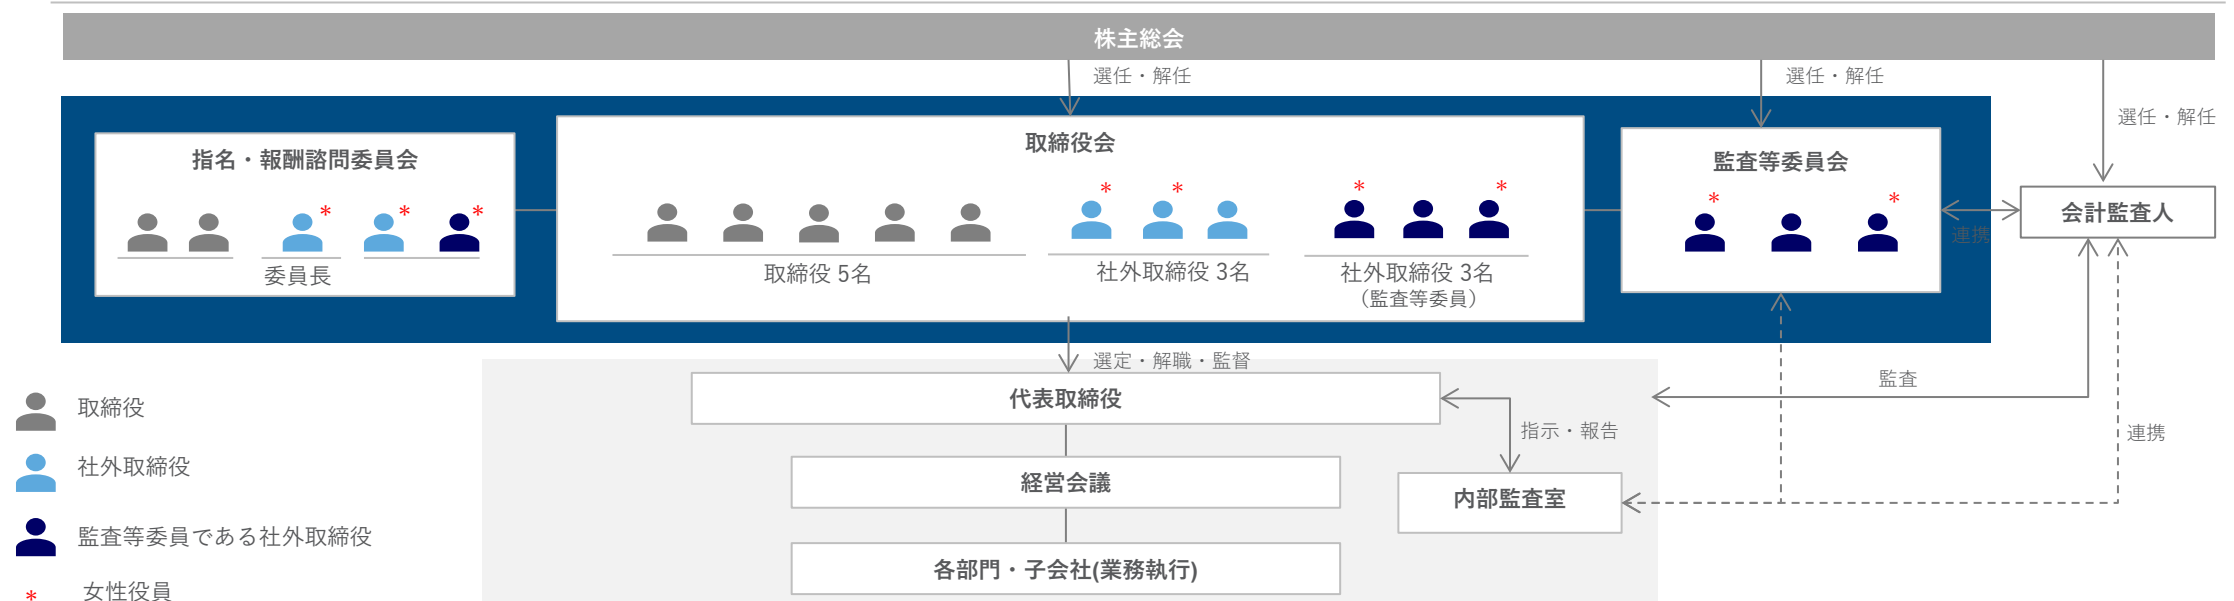 株主総会
選任・解任
選任・解任
選任・解任
指名・報酬諮問委員会
* * *
委員長
取締役会
* * * *
取締役 5名
社外取締役 3名
社外取締役 3名
（監査等委員）
監査等委員会
* *
連携
会計監査人
選定・解職・監督
代表取締役
経営会議
各部門・子会社(業務執行)
指示・報告
内部監査室
監査
連携
取締役
社外取締役
監査等委員である社外取締役
* 女性役員